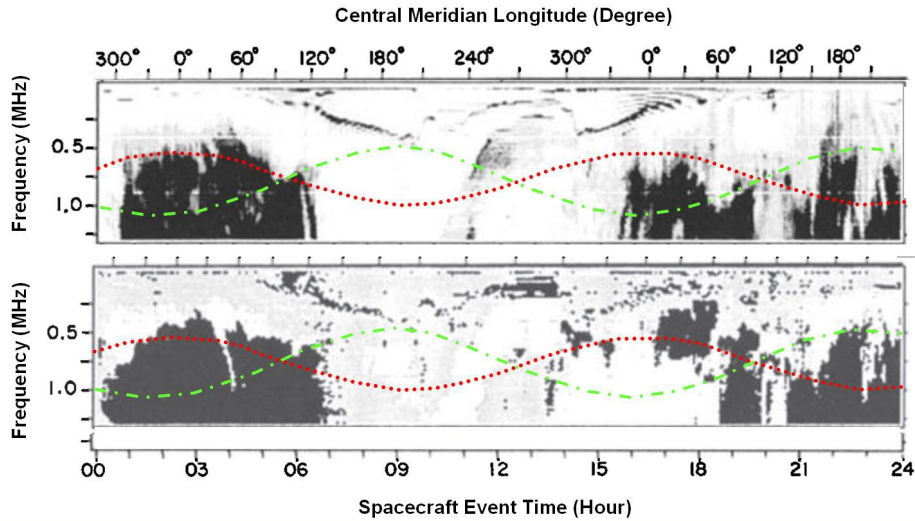 Central Meridian Longitude (Degree)
300° 0° 60° 120° 180° 240° 300° 0° 60° 120° 180°
Frequency (MHz)
0.5
1.0
Frequency (MHz)
0.5
1.0
00 03 06 09 12 15 18 21 24
Spacecraft Event Time (Hour)